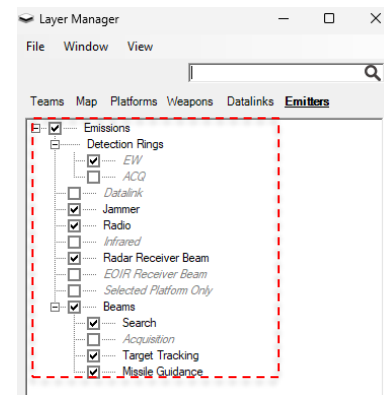 Layer Manager
File Window View
Teams Map Platforms Weapons Datalinks Emitters
Emissions
Detection Rings
EW
ACQ
Datalink
Jammer
Radio
Infrared
Radar Receiver Beam
EOIR Receiver Beam
Selected Platform Only
Beams
Search
Acquisition
Target Tracking
Missile Guidance